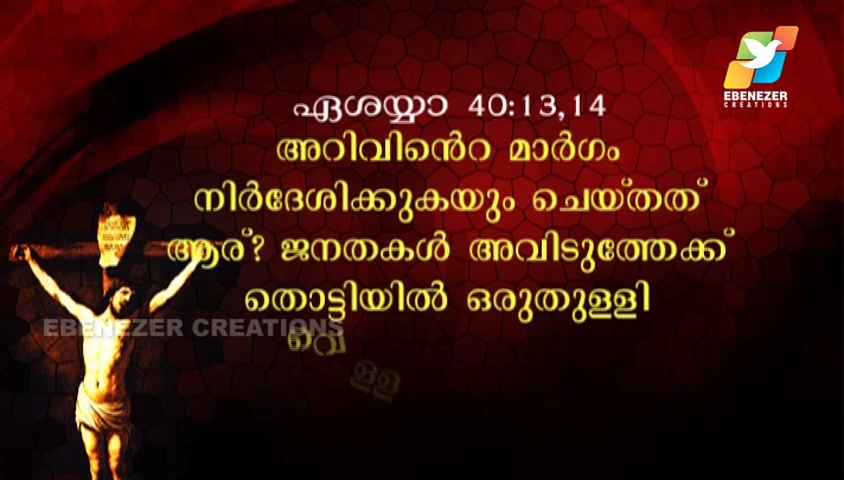 EBENEZER
CREATIONS
ഏശയ്യാ 40:13,14
അറിവിൻെറ മാർഗം
നിർദേശിക്കുകയും ചെയ്തത്
ആര്? ജനതകൾ അവിടുത്തേക്ക്
തൊട്ടിയിൽ ഒരുതുള്ളി
EBENEZER CREATIONS
വെള്ള